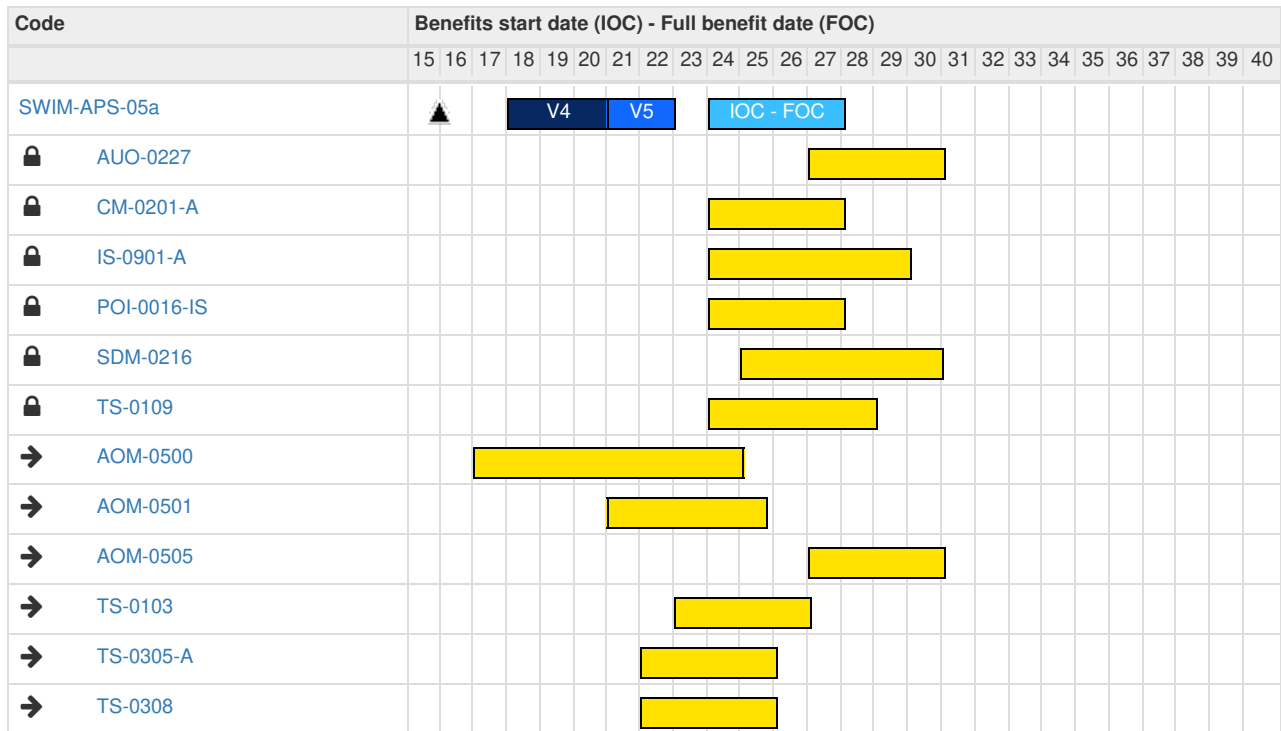 Code Benefits start date (IOC) - Full benefit date (FOC)
15 16 17 18 19 20 21 22 23 24 25 26 27 28 29 30 31 32 33 34 35 36 37 38 39 40
SWIM-APS-05a V4 V5 IOC - FOC
AUO-0227
CM-0201-A
IS-0901-A
POI-0016-IS
SDM-0216
TS-0109
AOM-0500
AOM-0501
AOM-0505
TS-0103
TS-0305-A
TS-0308